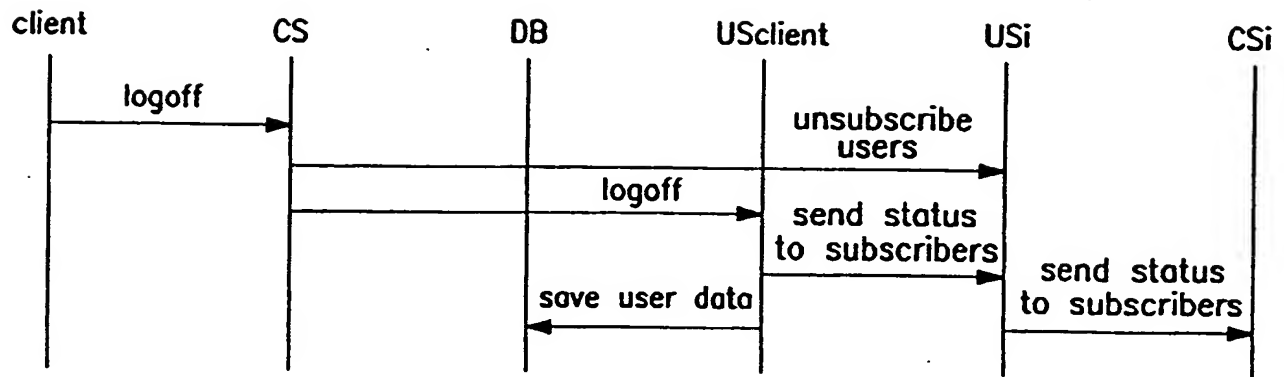 client
CS
DB
USclient
USi
CSi
logoff
unsubscribe
users
logoff
send status
to subscribers
save user data
send status
to subscribers